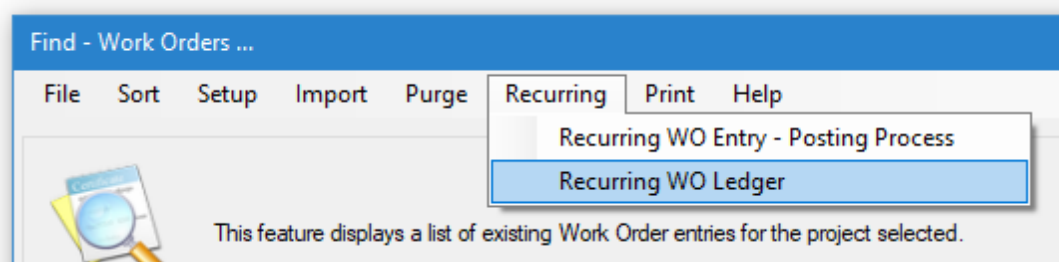 Find - Work Orders ...
File Sort Setup Import Purge Recurring Print Help
Recurring WO Entry - Posting Process
Recurring WO Ledger
This feature displays a list of existing Work Order entries for the project selected.